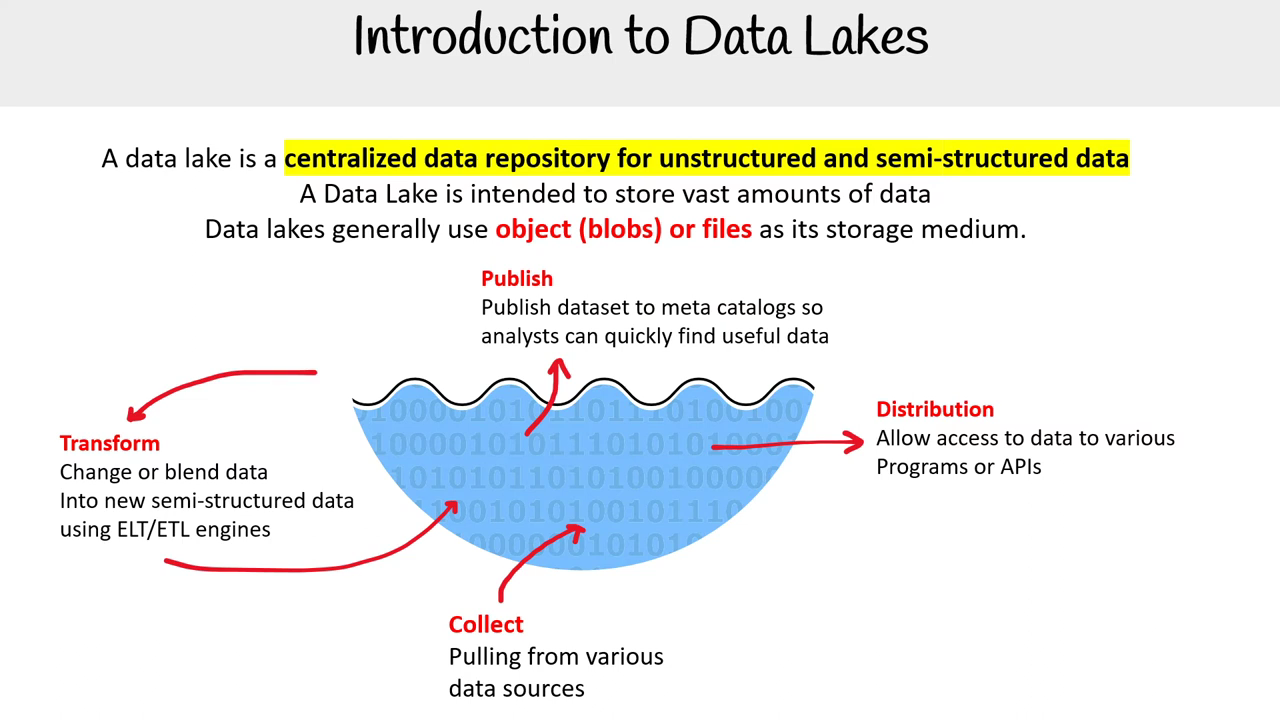 Introduction to Data Lakes
A data lake is a centralized data repository for unstructured and semi-structured data
A Data Lake is intended to store vast amounts of data
Data lakes generally use object (blobs) or files as its storage medium.
Publish
Publish dataset to meta catalogs so
analysts can quickly find useful data
Transform
Change or blend data
Into new semi-structured data
using ELT/ETL engines
Distribution
Allow access to data to various
Programs or APIs
Collect
Pulling from various
data sources